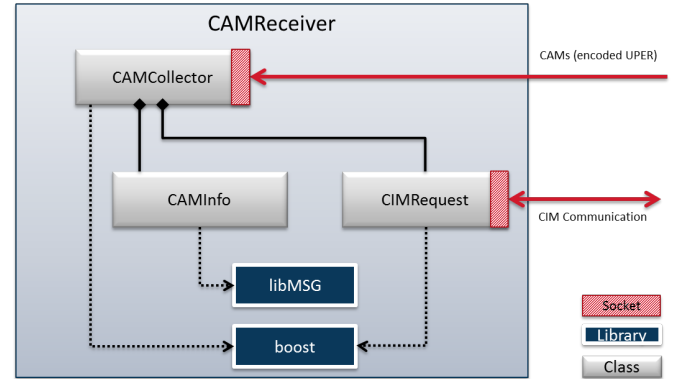 CAMReceiver
CAMs (encoded UPER)
CAMCollector
CAMInfo
CIMRequest
CIM Communication
libMSG
boost
Socket
Library
Class